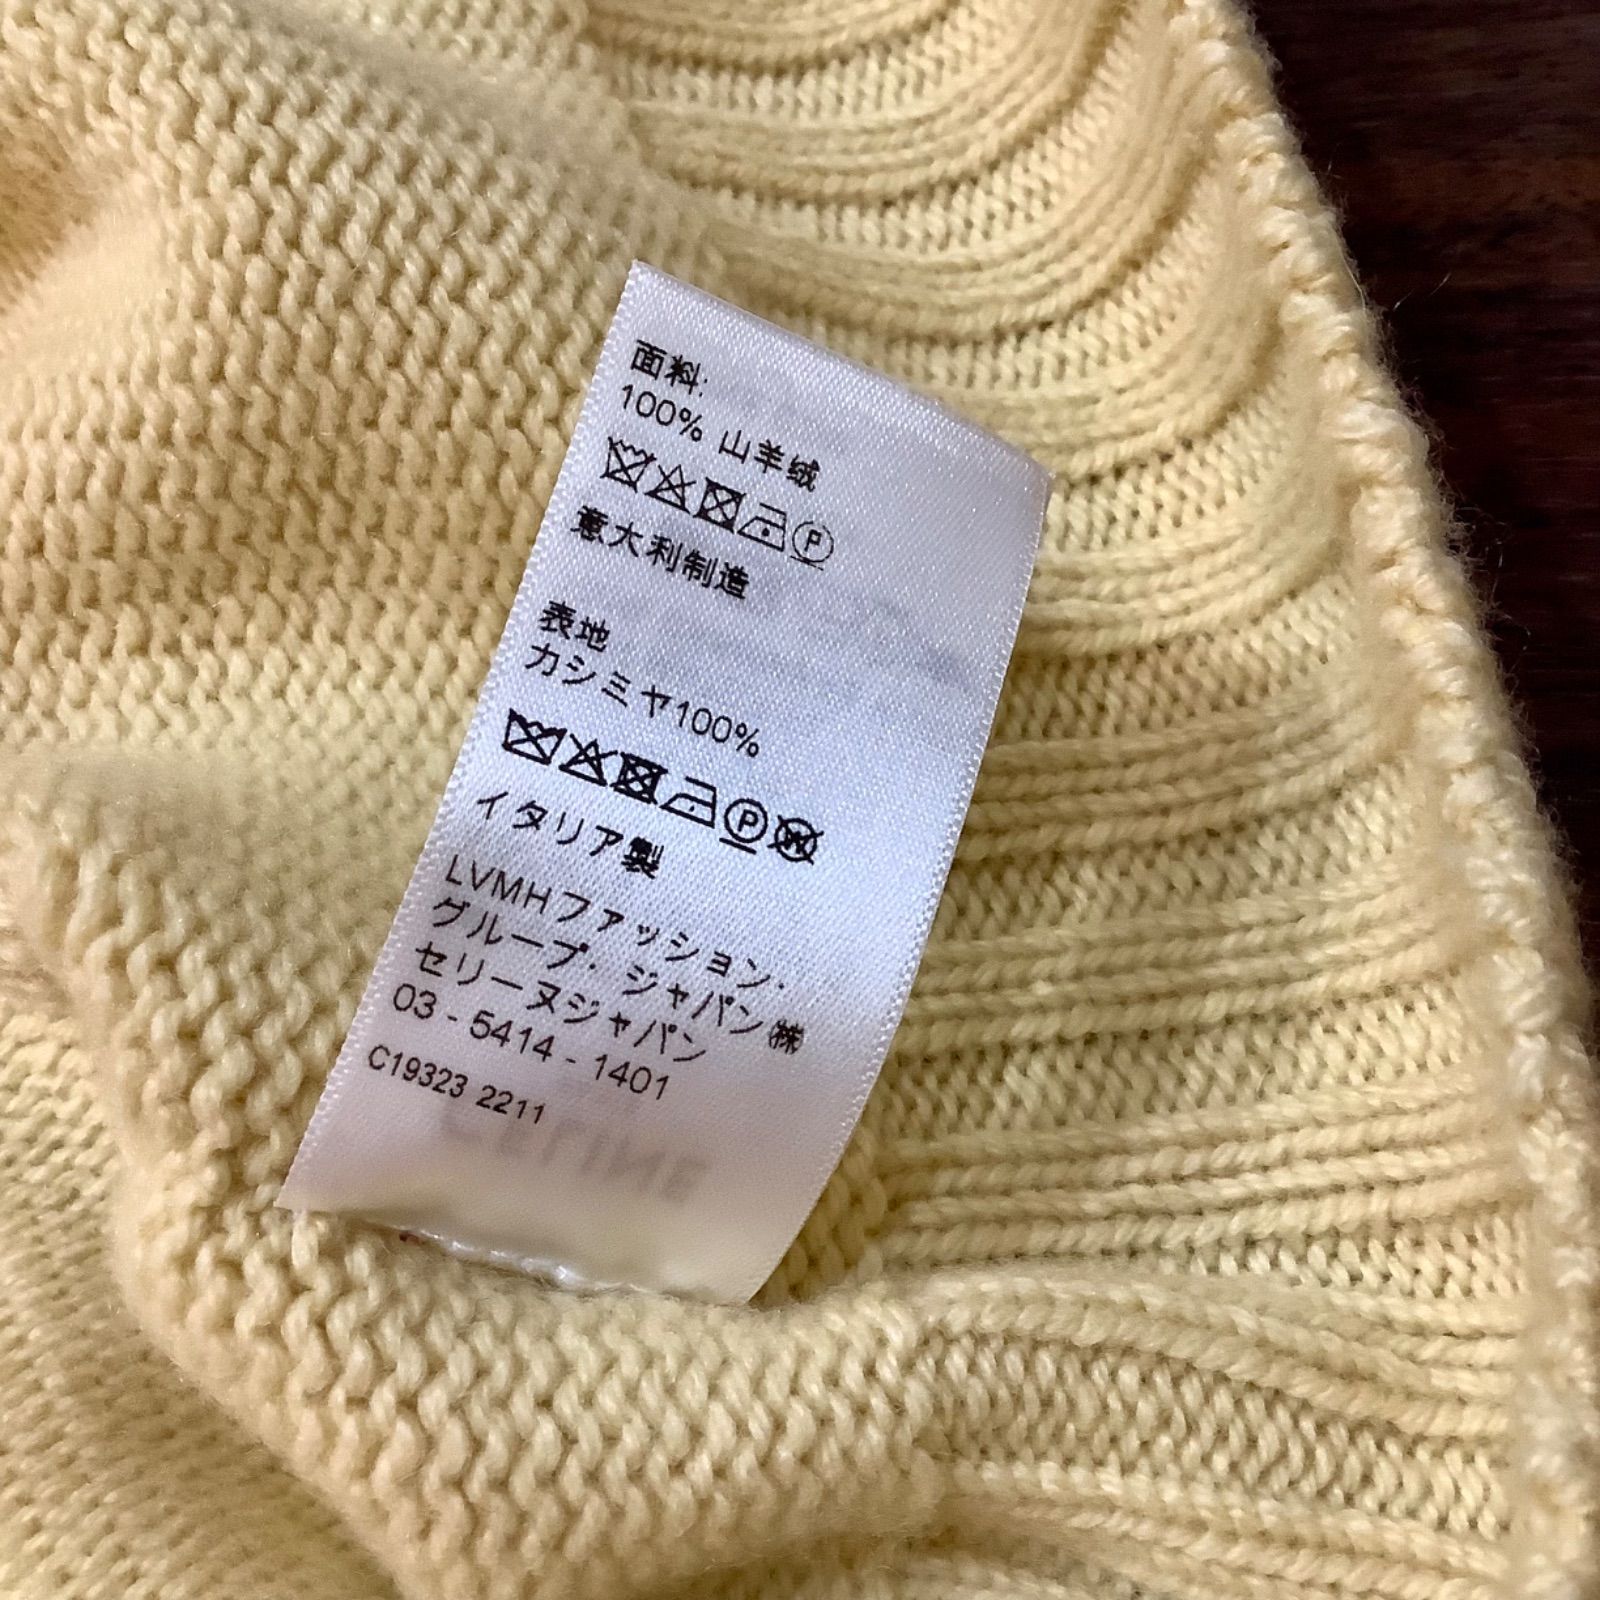 面料:
100% 山羊绒
P
意大利制造
表地
カシミヤ100%
P W
イタリア製
LVMHファッション・
グループ・ジャパン㈱
セリーヌジャパン
03 - 5414 - 1401
C19323 2211
CELINE